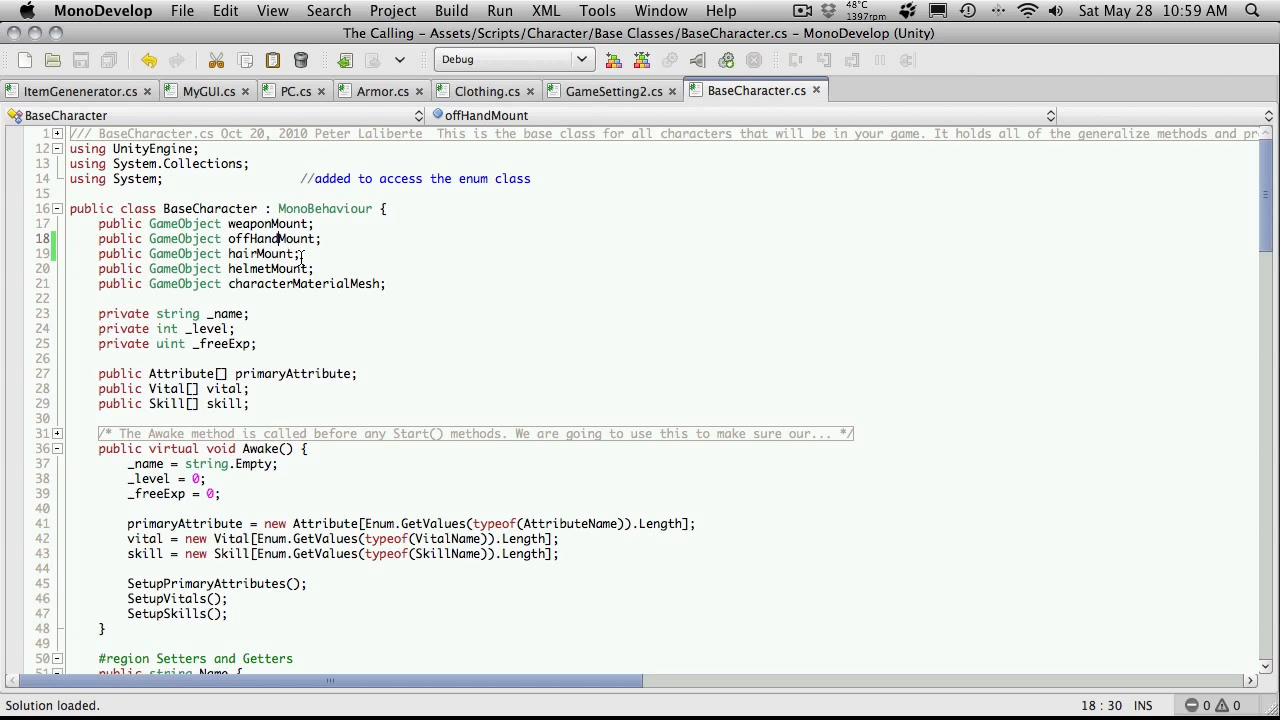 MonoDevelop File Edit View Search Project Build Run XML Tools Window Help 48°C 1397rpm Sat May 28 10:59 AM
The Calling - Assets/Scripts/Character/Base Classes/BaseCharacter.cs - MonoDevelop (Unity)
Debug
ItemGenenerator.cs MyGUI.cs PC.cs Armor.cs Clothing.cs GameSetting2.cs BaseCharacter.cs
BaseCharacter offHandMount
1 /// BaseCharacter.cs Oct 20, 2010 Peter Laliberte This is the base class for all characters that will be in your game. It holds all of the generalize methods and pr
12 using UnityEngine;
13 using System.Collections;
14 using System; //added to access the enum class
15
16 public class BaseCharacter : MonoBehaviour {
17 public GameObject weaponMount;
18 public GameObject offHandMount;
19 public GameObject hairMount;
20 public GameObject helmetMount;
21 public GameObject characterMaterialMesh;
22
23 private string _name;
24 private int _level;
25 private uint _freeExp;
26
27 public Attribute[] primaryAttribute;
28 public Vital[] vital;
29 public Skill[] skill;
30
31 /* The Awake method is called before any Start() methods. We are going to use this to make sure our... */
36 public virtual void Awake() {
37 _name = string.Empty;
38 _level = 0;
39 _freeExp = 0;
40
41 primaryAttribute = new Attribute[Enum.GetValues(typeof(AttributeName)).Length];
42 vital = new Vital[Enum.GetValues(typeof(VitalName)).Length];
43 skill = new Skill[Enum.GetValues(typeof(SkillName)).Length];
44
45 SetupPrimaryAttributes();
46 SetupVitals();
47 SetupSkills();
48 }
49
50 #region Setters and Getters
51 public string Name {
Solution loaded. 18 : 30 INS 0 0